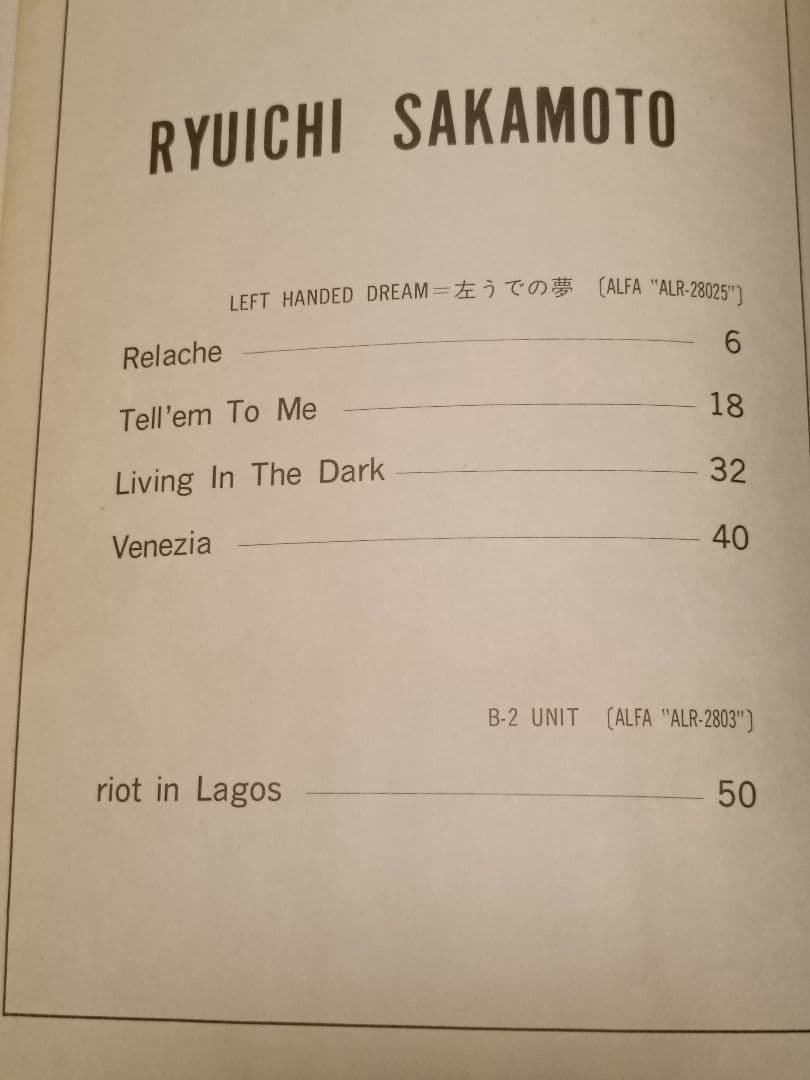 RYUICHI SAKAMOTO
LEFT HANDED DREAM=左うでの夢 (ALFA "ALR-28025")
Relache 6
Tell'em To Me 18
Living In The Dark 32
Venezia 40
B-2 UNIT (ALFA "ALR-2803")
riot in Lagos 50